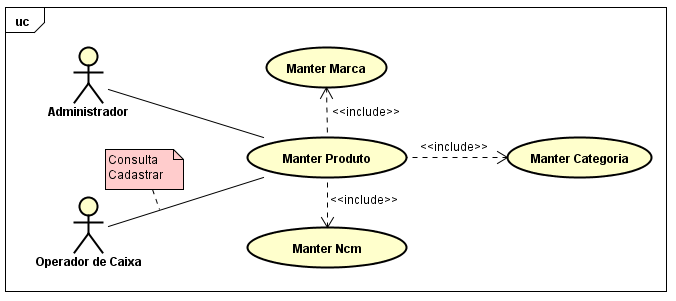 uc
Administrador
Manter Marca
<<include>>
<<include>>
Manter Produto
Manter Categoria
Consulta
Cadastrar
<<include>>
Operador de Caixa
Manter Ncm